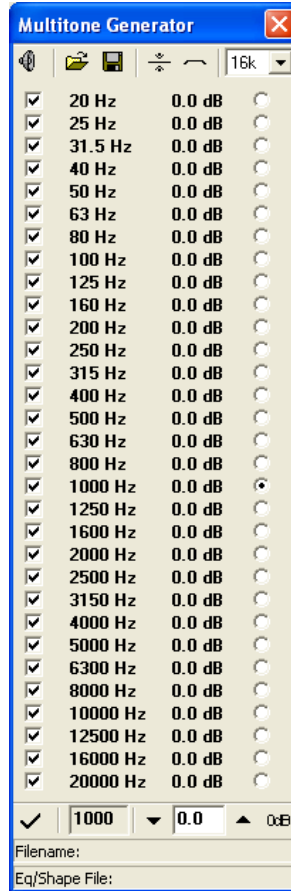 Multitone Generator
16k
20 Hz 0.0 dB
25 Hz 0.0 dB
31.5 Hz 0.0 dB
40 Hz 0.0 dB
50 Hz 0.0 dB
63 Hz 0.0 dB
80 Hz 0.0 dB
100 Hz 0.0 dB
125 Hz 0.0 dB
160 Hz 0.0 dB
200 Hz 0.0 dB
250 Hz 0.0 dB
315 Hz 0.0 dB
400 Hz 0.0 dB
500 Hz 0.0 dB
630 Hz 0.0 dB
800 Hz 0.0 dB
1000 Hz 0.0 dB
1250 Hz 0.0 dB
1600 Hz 0.0 dB
2000 Hz 0.0 dB
2500 Hz 0.0 dB
3150 Hz 0.0 dB
4000 Hz 0.0 dB
5000 Hz 0.0 dB
6300 Hz 0.0 dB
8000 Hz 0.0 dB
10000 Hz 0.0 dB
12500 Hz 0.0 dB
16000 Hz 0.0 dB
20000 Hz 0.0 dB
1000 0.0 0dB
Filename:
Eq/Shape File: